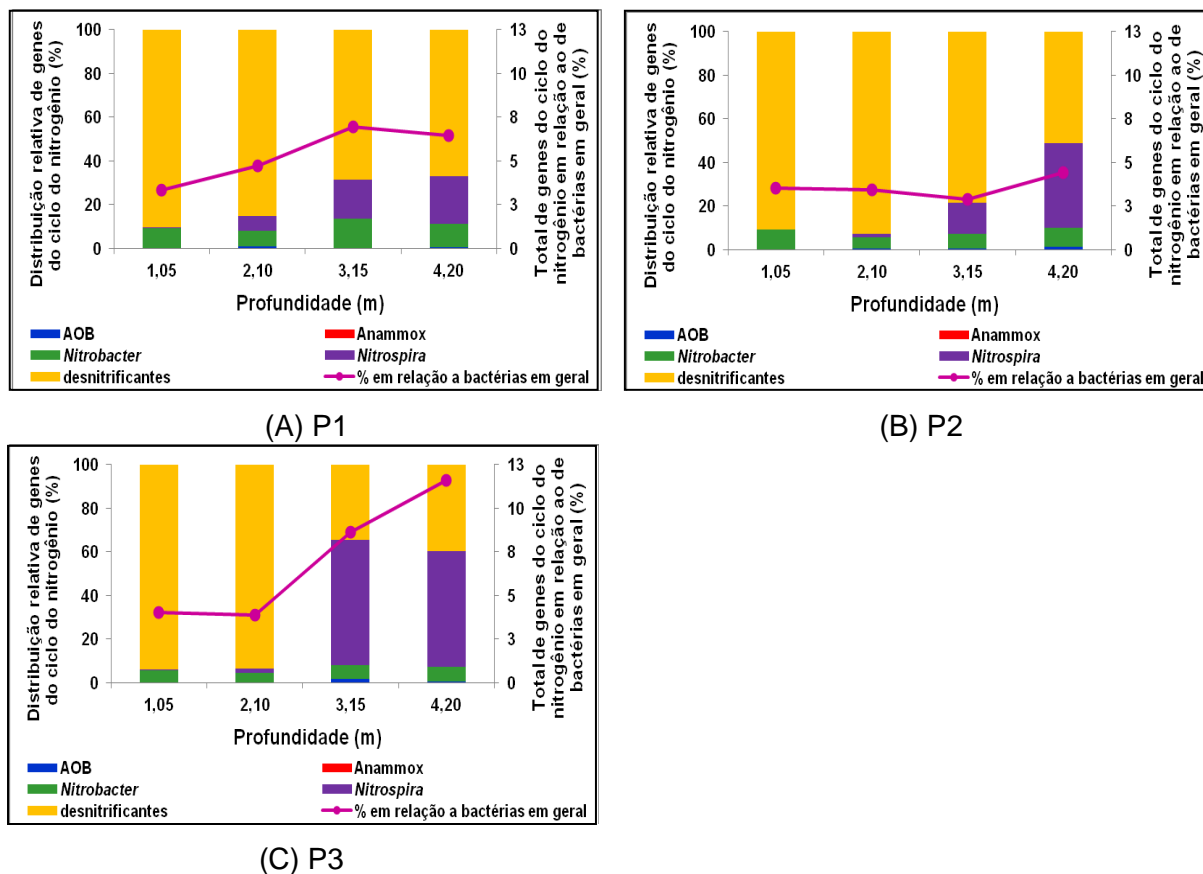 Distribuição relativa de genes
do ciclo do nitrogênio (%)
100
80
60
40
20
0
13
10
8
5
3
0
Total de genes do ciclo do
nitrogênio em relação ao de
bactérias em geral (%)
1,05 2,10 3,15 4,20
Profundidade (m)
AOB Anammox
Nitrobacter Nitrospira
desnitrificantes % em relação a bactérias em geral
(A) P1
Distribuição relativa de genes
do ciclo do nitrogênio (%)
100
80
60
40
20
0
13
10
8
5
3
0
Total de genes do ciclo do
nitrogênio em relação ao de
bactérias em geral (%)
1,05 2,10 3,15 4,20
Profundidade (m)
AOB Anammox
Nitrobacter Nitrospira
desnitrificantes % em relação a bactérias em geral
(B) P2
Distribuição relativa de genes
do ciclo do nitrogênio (%)
100
80
60
40
20
0
13
10
8
5
3
0
Total de genes do ciclo do
nitrogênio em relação ao de
bactérias em geral (%)
1,05 2,10 3,15 4,20
Profundidade (m)
AOB Anammox
Nitrobacter Nitrospira
desnitrificantes % em relação a bactérias em geral
(C) P3